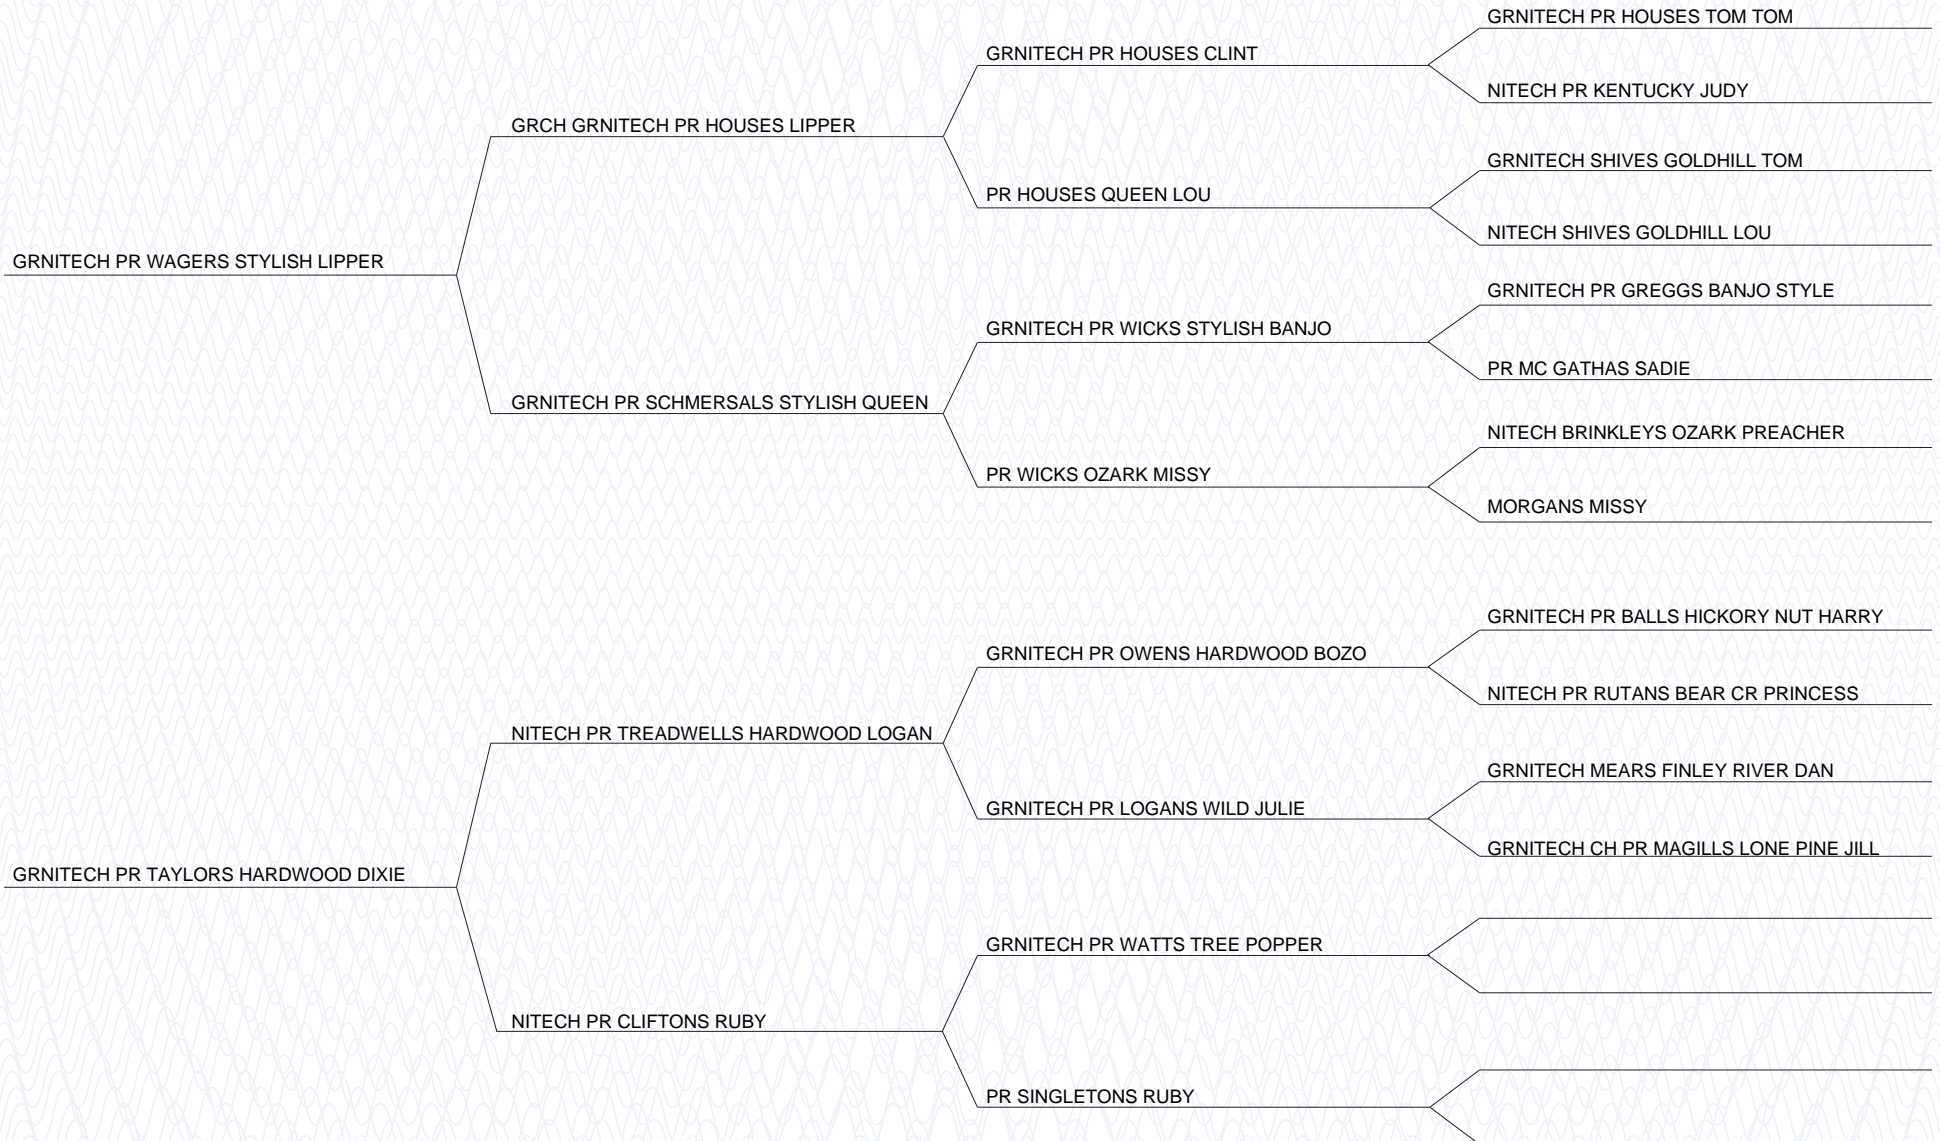 GRNITECH PR HOUSES TOM TOM
GRNITECH PR HOUSES CLINT
NITECH PR KENTUCKY JUDY
GRCH GRNITECH PR HOUSES LIPPER
GRNITECH SHIVES GOLDHILL TOM
PR HOUSES QUEEN LOU
NITECH SHIVES GOLDHILL LOU
GRNITECH PR WAGERS STYLISH LIPPER
GRNITECH PR GREGGS BANJO STYLE
GRNITECH PR WICKS STYLISH BANJO
PR MC GATHAS SADIE
GRNITECH PR SCHMERSALS STYLISH QUEEN
NITECH BRINKLEYS OZARK PREACHER
PR WICKS OZARK MISSY
MORGANS MISSY
GRNITECH PR BALLS HICKORY NUT HARRY
GRNITECH PR OWENS HARDWOOD BOZO
NITECH PR RUTANS BEAR CR PRINCESS
NITECH PR TREADWELLS HARDWOOD LOGAN
GRNITECH MEARS FINLEY RIVER DAN
GRNITECH PR LOGANS WILD JULIE
GRNITECH CH PR MAGILLS LONE PINE JILL
GRNITECH PR TAYLORS HARDWOOD DIXIE
GRNITECH PR WATTS TREE POPPER
NITECH PR CLIFTONS RUBY
PR SINGLETONS RUBY